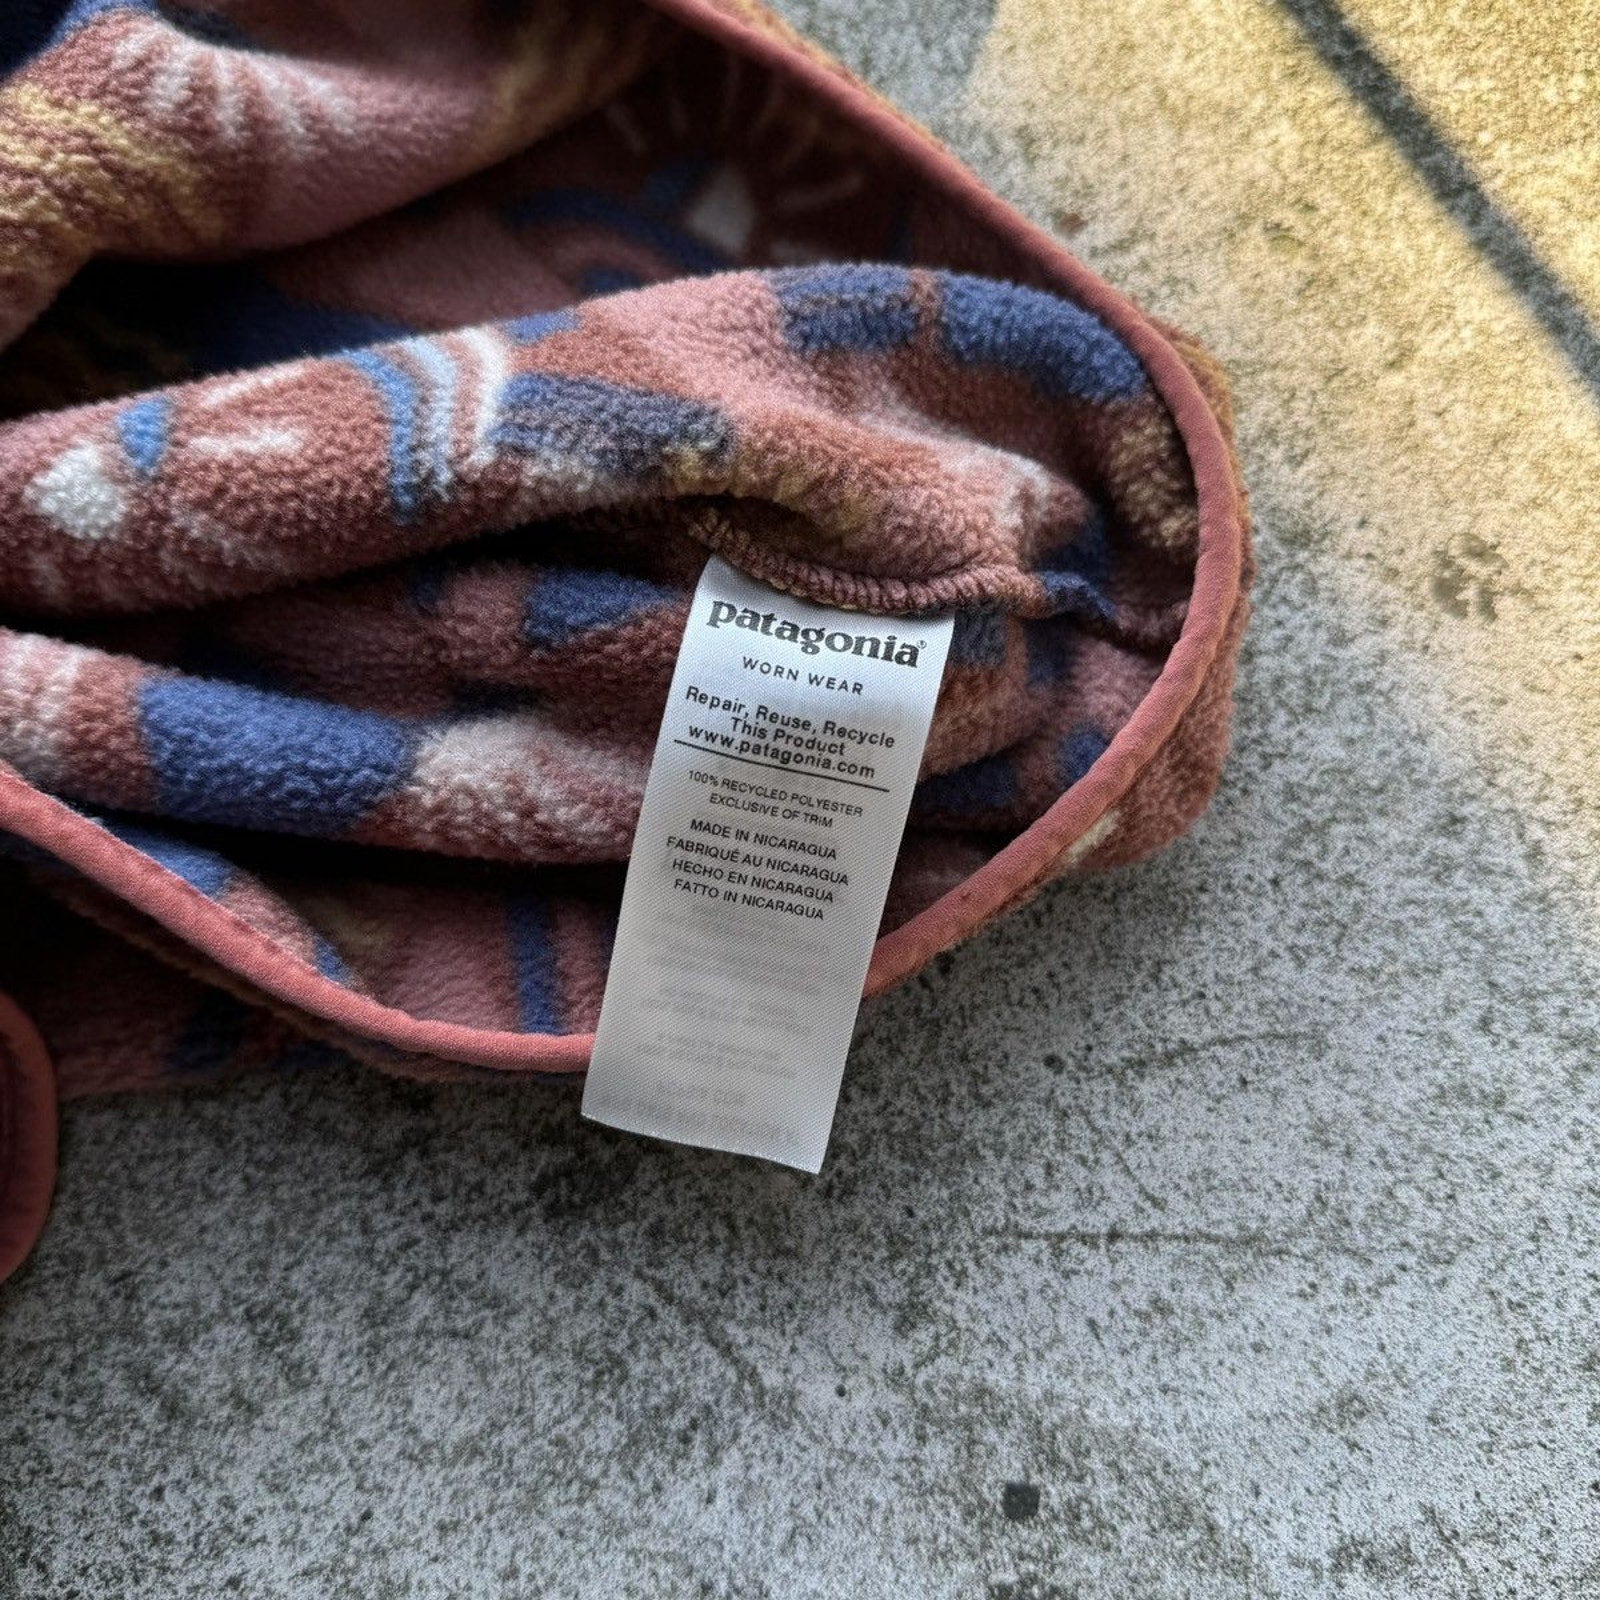 patagonia®
WORN WEAR
Repair, Reuse, Recycle
This Product
www.patagonia.com
100% RECYCLED POLYESTER
EXCLUSIVE OF TRIM
MADE IN NICARAGUA
FABRIQUÉ AU NICARAGUA
HECHO EN NICARAGUA
FATTO IN NICARAGUA